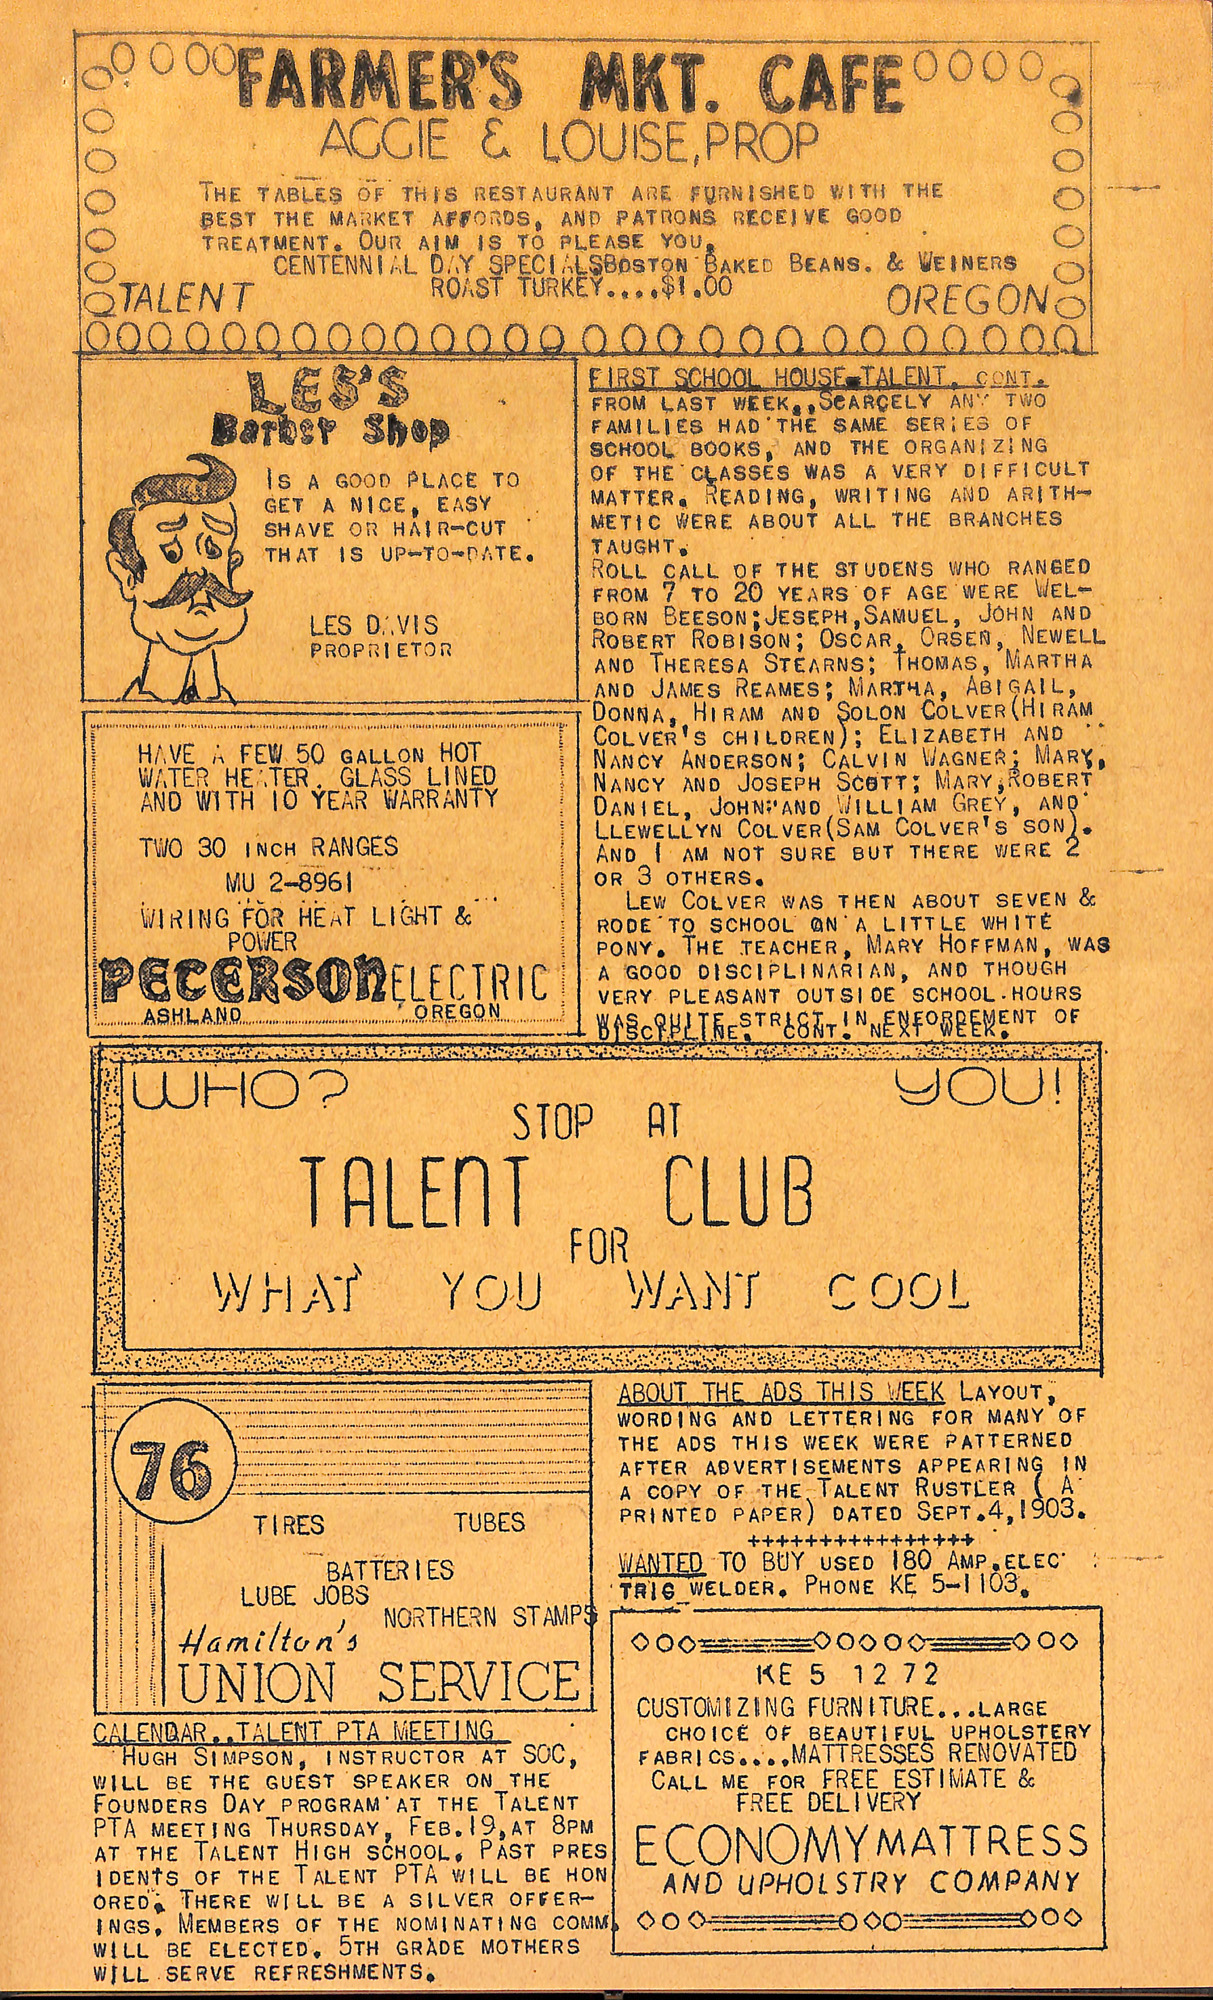 FARMER'S MKT. CAFE
AGGIE & LOUISE, PROP
THE TABLES OF THIS RESTAURANT ARE FURNISHED WITH THE
BEST THE MARKET AFFORDS, AND PATRONS RECEIVE GOOD
TREATMENT. OUR AIM IS TO PLEASE YOU.
CENTENNIAL DAY SPECIALSBOSTON BAKED BEANS. & WEINERS
ROAST TURKEY....$1.00
TALENT OREGON
LES'S
Barber Shop
IS A GOOD PLACE TO
GET A NICE, EASY
SHAVE OR HAIR-CUT
THAT IS UP-TO-DATE.
LES DAVIS
PROPRIETOR
HAVE A FEW 50 GALLON HOT
WATER HEATER. GLASS LINED
AND WITH 10 YEAR WARRANTY
TWO 30 INCH RANGES
MU 2-8961
WIRING FOR HEAT LIGHT &
POWER
PECERSON ELECTRIC
ASHLAND OREGON
FIRST SCHOOL HOUSE-TALENT. CONT.
FROM LAST WEEK..SCARCELY ANY TWO
FAMILIES HAD THE SAME SERIES OF
SCHOOL BOOKS, AND THE ORGANIZING
OF THE CLASSES WAS A VERY DIFFICULT
MATTER. READING, WRITING AND ARITH-
METIC WERE ABOUT ALL THE BRANCHES
TAUGHT.
ROLL CALL OF THE STUDENS WHO RANGED
FROM 7 TO 20 YEARS OF AGE WERE WEL-
BORN BEESON;JESEPH,SAMUEL, JOHN AND
ROBERT ROBISON; OSCAR, ORSEN, NEWELL
AND THERESA STEARNS; THOMAS, MARTHA
AND JAMES REAMES; MARTHA, ABIGAIL,
DONNA, HIRAM AND SOLON COLVER(HIRAM
COLVER'S CHILDREN); ELIZABETH AND
NANCY ANDERSON; CALVIN WAGNER; MARY,
NANCY AND JOSEPH SCOTT; MARY,ROBERT
DANIEL, JOHN AND WILLIAM GREY, AND
LLEWELLYN COLVER(SAM COLVER'S SON).
AND I AM NOT SURE BUT THERE WERE 2
OR 3 OTHERS.
LEW COLVER WAS THEN ABOUT SEVEN &
RODE TO SCHOOL ON A LITTLE WHITE
PONY. THE TEACHER, MARY HOFFMAN, WAS
A GOOD DISCIPLINARIAN, AND THOUGH
VERY PLEASANT OUTSIDE SCHOOL HOURS
WAS QUITE STRICT IN ENFORDEMENT OF
DISCIPLINE. CONT. NEXT WEEK.
WHO? YOU!
STOP AT
TALENT CLUB
FOR
WHAT YOU WANT COOL
76
TIRES TUBES
BATTERIES
LUBE JOBS
NORTHERN STAMPS
Hamilton's
UNION SERVICE
CALENDAR..TALENT PTA MEETING
HUGH SIMPSON, INSTRUCTOR AT SOC,
WILL BE THE GUEST SPEAKER ON THE
FOUNDERS DAY PROGRAM AT THE TALENT
PTA MEETING THURSDAY, FEB.19,AT 8PM
AT THE TALENT HIGH SCHOOL. PAST PRES
IDENTS OF THE TALENT PTA WILL BE HON
ORED. THERE WILL BE A SILVER OFFER-
INGS. MEMBERS OF THE NOMINATING COMM.
WILL BE ELECTED. 5TH GRADE MOTHERS
WILL SERVE REFRESHMENTS.
ABOUT THE ADS THIS WEEK LAYOUT,
WORDING AND LETTERING FOR MANY OF
THE ADS THIS WEEK WERE PATTERNED
AFTER ADVERTISEMENTS APPEARING IN
A COPY OF THE TALENT RUSTLER ( A
PRINTED PAPER) DATED SEPT.4,1903.
++++++++++++++++
WANTED TO BUY USED 180 AMP.ELEC
TRIC WELDER. PHONE KE 5-1103.
KE 5 1272
CUSTOMIZING FURNITURE...LARGE
CHOICE OF BEAUTIFUL UPHOLSTERY
FABRICS....MATTRESSES RENOVATED
CALL ME FOR FREE ESTIMATE &
FREE DELIVERY
ECONOMY MATTRESS
AND UPHOLSTRY COMPANY